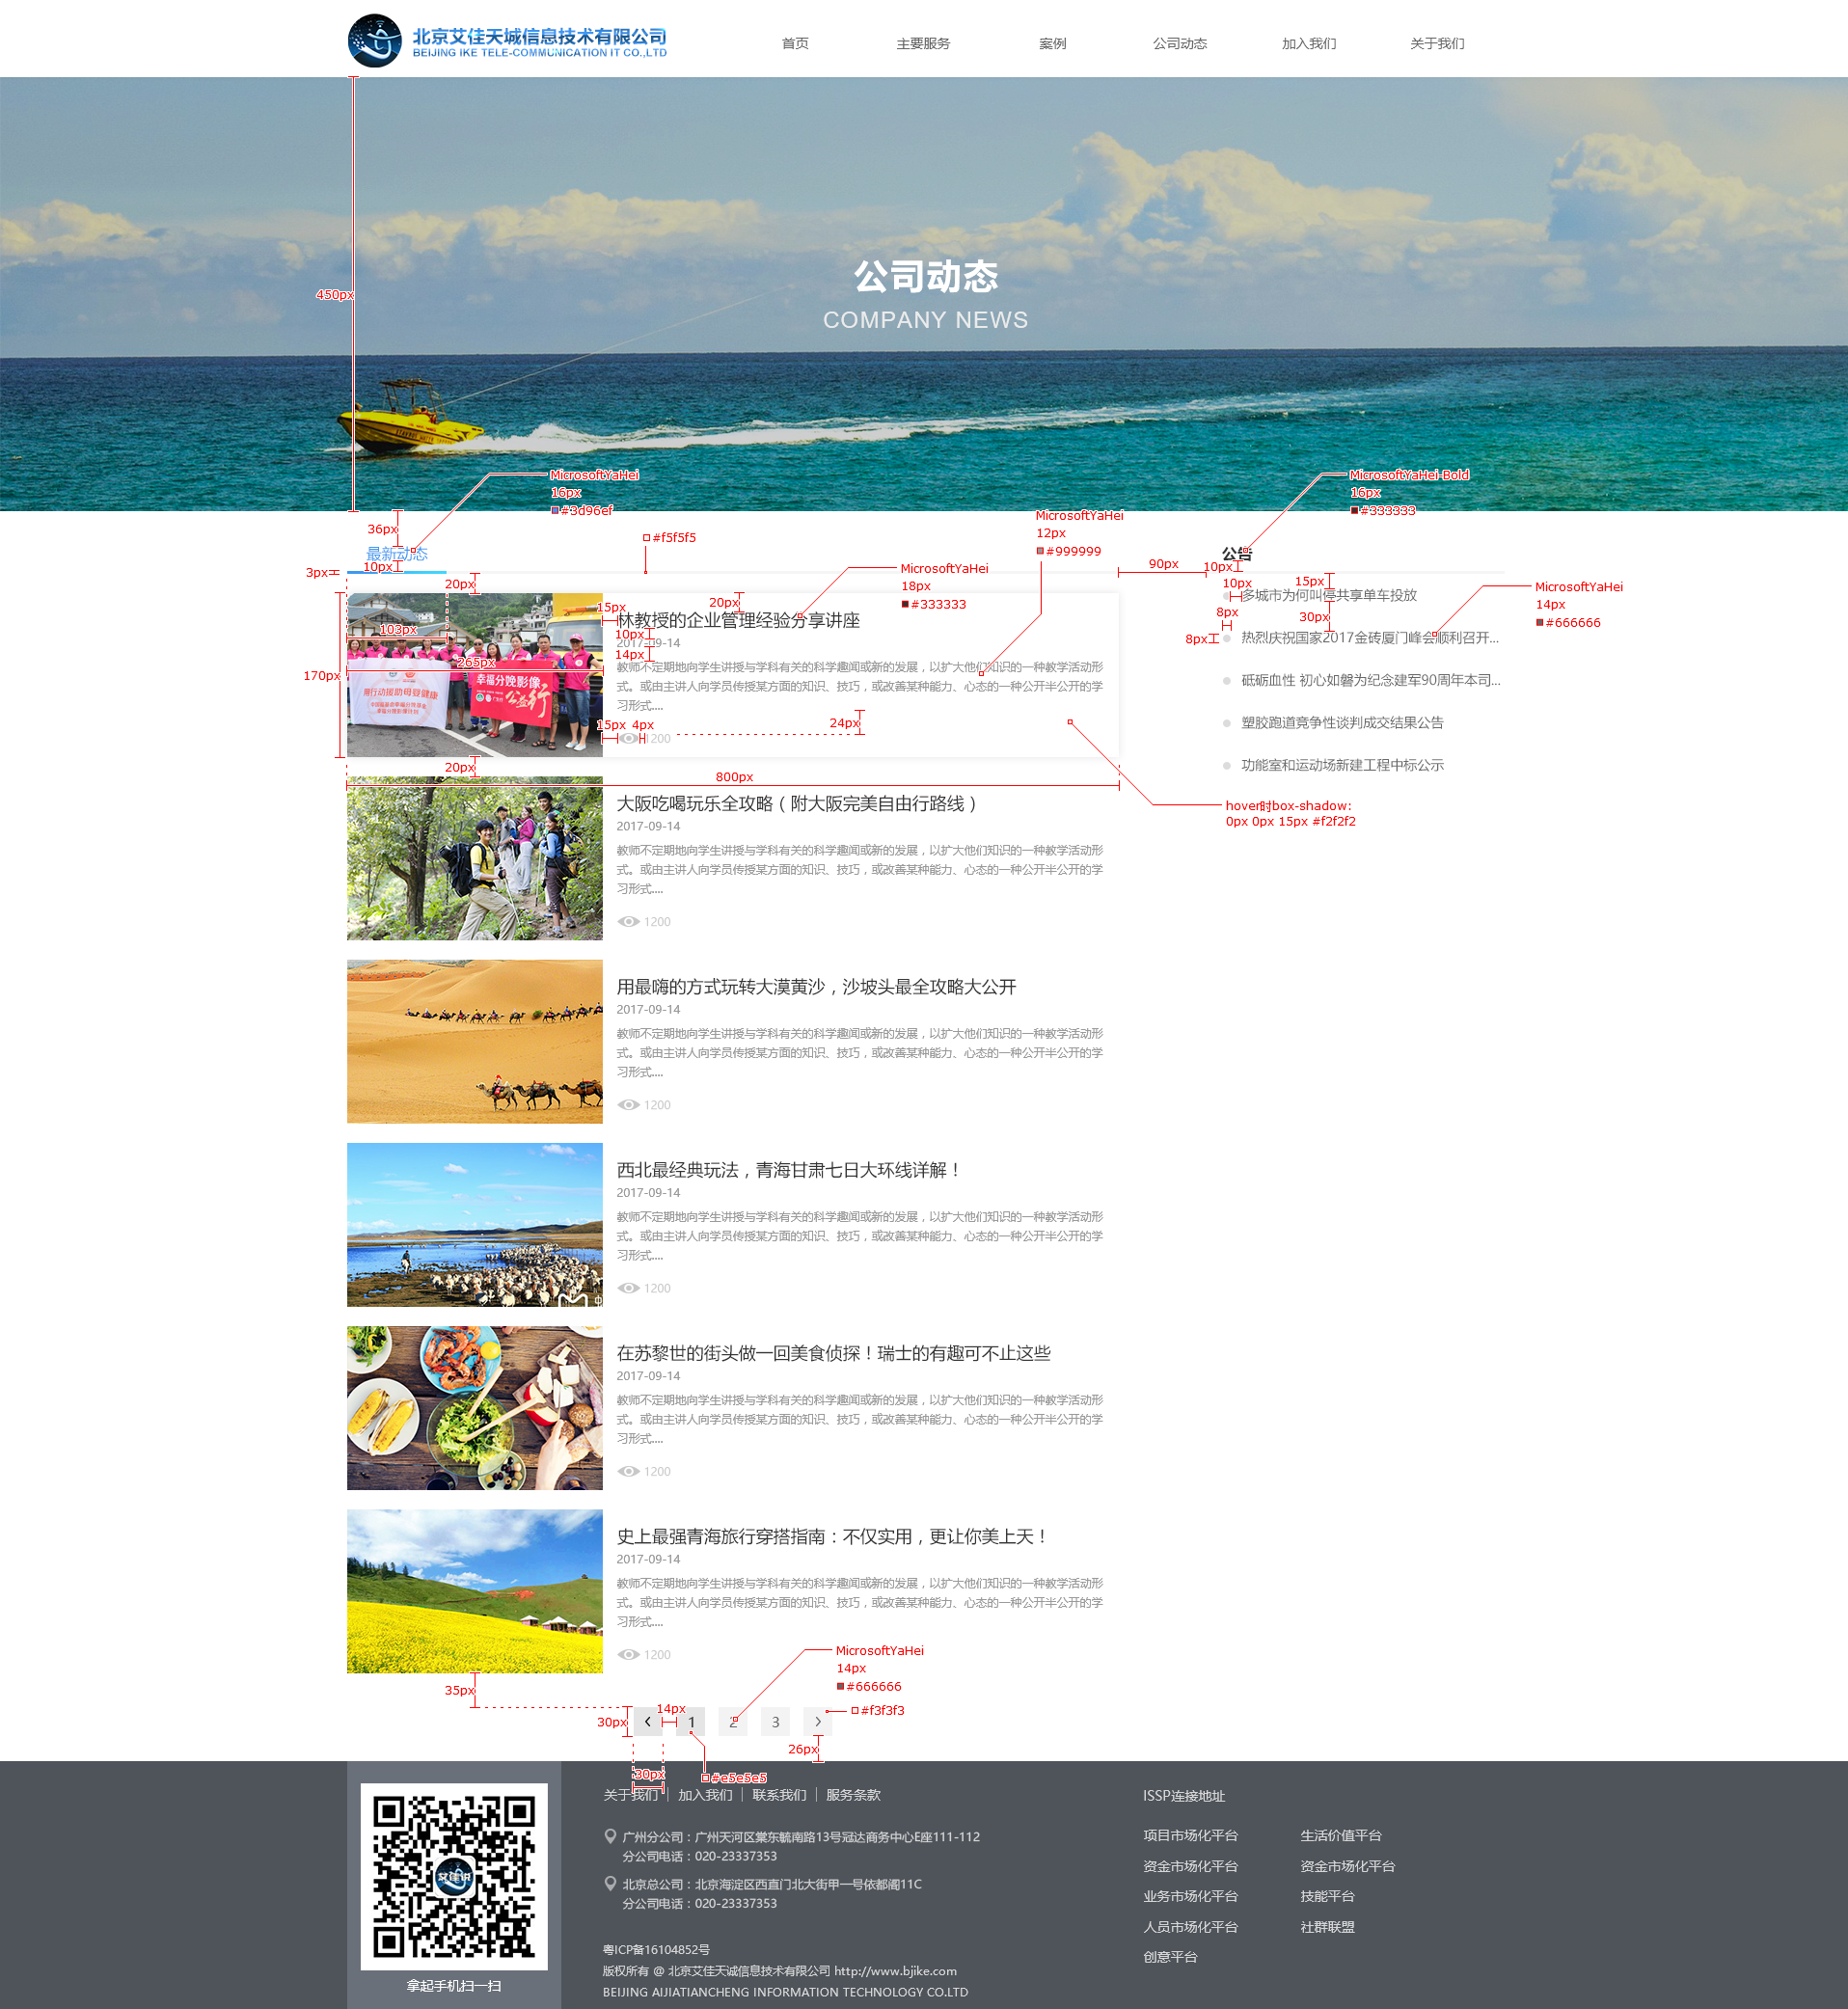 北京艾佳天诚信息技术有限公司
BEIJING IKE TELE-COMMUNICATION IT CO.,LTD
首页
主要服务
案例
公司动态
加入我们
关于我们
450px
公司动态
COMPANY NEWS
MicrosoftYaHei
16px
#3d96ef
MicrosoftYaHei-Bold
16px
#333333
36px
最新动态
10px
3px
20px
#f5f5f5
MicrosoftYaHei
18px
#333333
MicrosoftYaHei
12px
#999999
90px
公告
10px
10px
15px
8px
30px
8px
MicrosoftYaHei
14px
#666666
多城市为何叫停共享单车投放
热烈庆祝国家2017金砖厦门峰会顺利召开...
砥砺血性 初心如磐为纪念建军90周年本司...
塑胶跑道竞争性谈判成交结果公告
功能室和运动场新建工程中标公示
hover时box-shadow:
0px 0px 15px #f2f2f2
103px
265px
170px
幸福分娩影像
公益行
15px
20px
林教授的企业管理经验分享讲座
10px
2017-09-14
14px
教师不定期地向学生讲授与学科有关的科学趣闻或新的发展，以扩大他们知识的一种教学活动形
式。或由主讲人向学员传授某方面的知识、技巧，或改善某种能力、心态的一种公开半公开的学
习形式....
15px
4px
24px
1200
20px
800px
大阪吃喝玩乐全攻略（附大阪完美自由行路线）
2017-09-14
教师不定期地向学生讲授与学科有关的科学趣闻或新的发展，以扩大他们知识的一种教学活动形
式。或由主讲人向学员传授某方面的知识、技巧，或改善某种能力、心态的一种公开半公开的学
习形式....
1200
用最嗨的方式玩转大漠黄沙，沙坡头最全攻略大公开
2017-09-14
教师不定期地向学生讲授与学科有关的科学趣闻或新的发展，以扩大他们知识的一种教学活动形
式。或由主讲人向学员传授某方面的知识、技巧，或改善某种能力、心态的一种公开半公开的学
习形式....
1200
西北最经典玩法，青海甘肃七日大环线详解！
2017-09-14
教师不定期地向学生讲授与学科有关的科学趣闻或新的发展，以扩大他们知识的一种教学活动形
式。或由主讲人向学员传授某方面的知识、技巧，或改善某种能力、心态的一种公开半公开的学
习形式....
1200
在苏黎世的街头做一回美食侦探！瑞士的有趣可不止这些
2017-09-14
教师不定期地向学生讲授与学科有关的科学趣闻或新的发展，以扩大他们知识的一种教学活动形
式。或由主讲人向学员传授某方面的知识、技巧，或改善某种能力、心态的一种公开半公开的学
习形式....
1200
史上最强青海旅行穿搭指南：不仅实用，更让你美上天！
2017-09-14
教师不定期地向学生讲授与学科有关的科学趣闻或新的发展，以扩大他们知识的一种教学活动形
式。或由主讲人向学员传授某方面的知识、技巧，或改善某种能力、心态的一种公开半公开的学
习形式....
1200
MicrosoftYaHei
14px
#666666
35px
14px
#f3f3f3
30px
1
2
3
26px
30px
#e5e5e5
关于我们
加入我们
联系我们
服务条款
广州分公司：广州天河区棠东毓南路13号冠达商务中心E座111-112
分公司电话：020-23337353
北京总公司：北京海淀区西直门北大街甲一号依都阁11C
分公司电话：020-23337353
粤ICP备16104852号
版权所有 @ 北京艾佳天诚信息技术有限公司 http://www.bjike.com
BEIJING AIJIATIANCHENG INFORMATION TECHNOLOGY CO.LTD
艾佳讯
拿起手机扫一扫
ISSP连接地址
项目市场化平台
生活价值平台
资金市场化平台
资金市场化平台
业务市场化平台
技能平台
人员市场化平台
社群联盟
创意平台